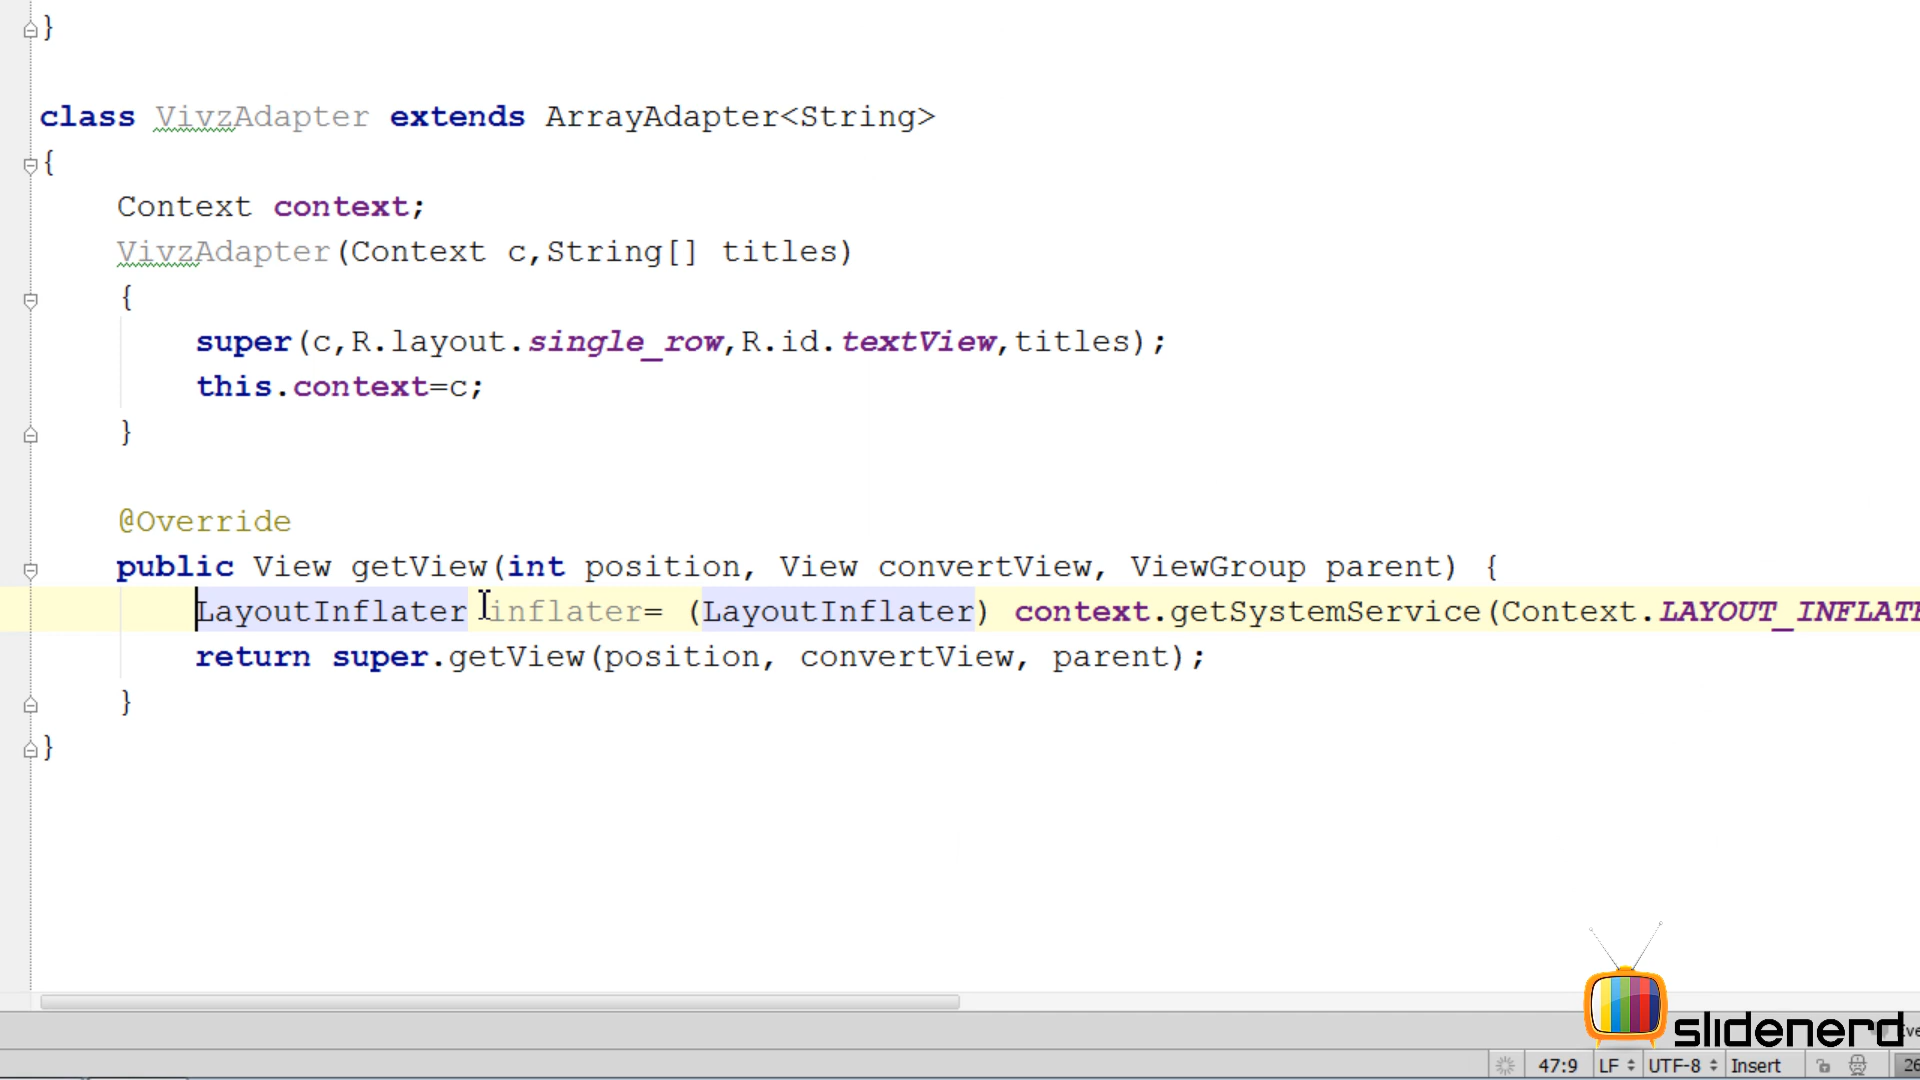 }
class VivzAdapter extends ArrayAdapter<String>
{
Context context;
VivzAdapter(Context c,String[] titles)
{
super(c,R.layout.single_row,R.id.textView,titles);
this.context=c;
}
@Override
public View getView(int position, View convertView, ViewGroup parent) {
LayoutInflater inflater= (LayoutInflater) context.getSystemService(Context.LAYOUT_INFLATE
return super.getView(position, convertView, parent);
}
}
slidenerd
47:9 LF UTF-8 Insert